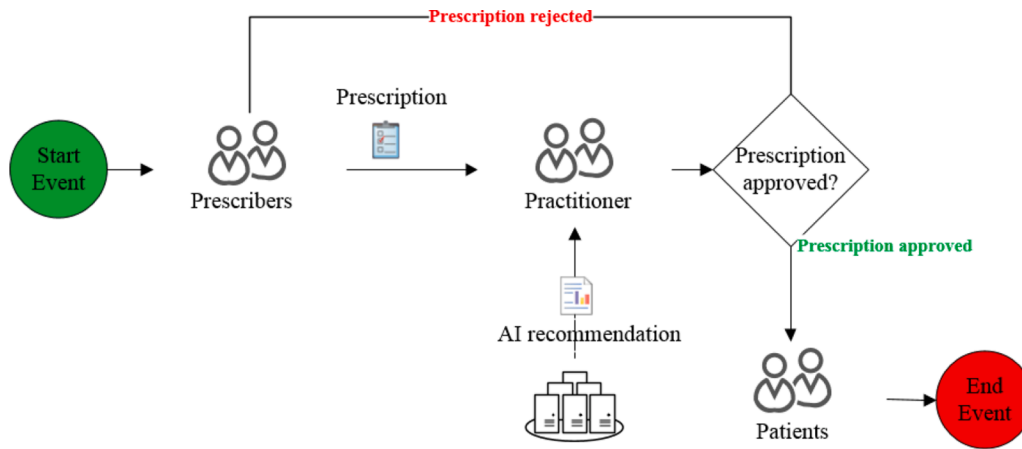 Prescription rejected
Prescription
Start
Event
Prescribers
Practitioner
Prescription
approved?
Prescription approved
AI recommendation
Patients
End
Event